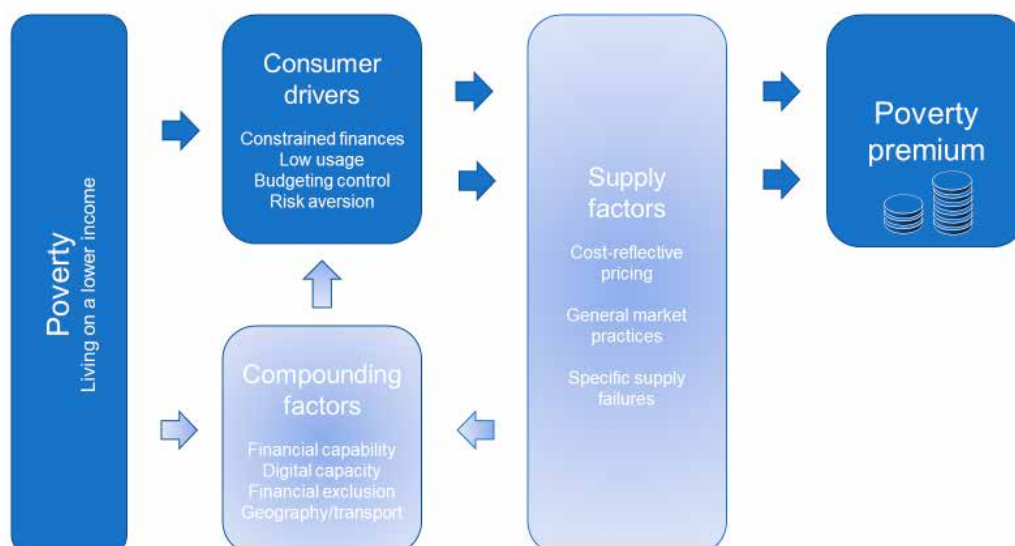 Poverty
Living on a lower income
Consumer
drivers
Constrained finances
Low usage
Budgeting control
Risk aversion
Compounding
factors
Financial capability
Digital capacity
Financial exclusion
Geography/transport
Supply
factors
Cost-reflective
pricing
General market
practices
Specific supply
failures
Poverty
premium